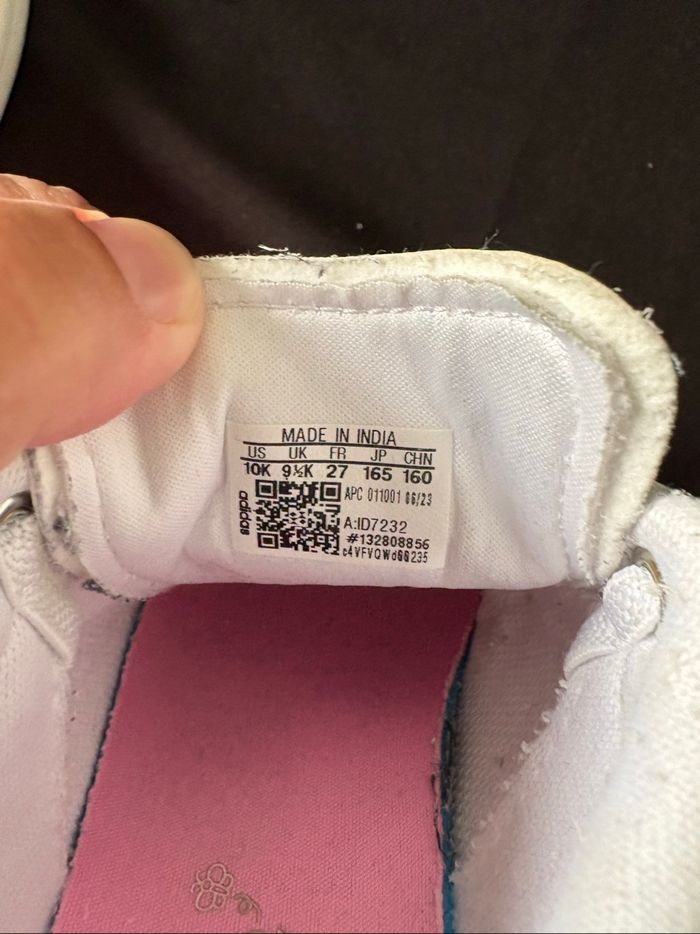 MADE IN INDIA
US UK FR JP CHN
10K 9½K 27 165 160
adidas
APC 011001 06/23
A:ID7232
#132808856
c4VFVQWd66235